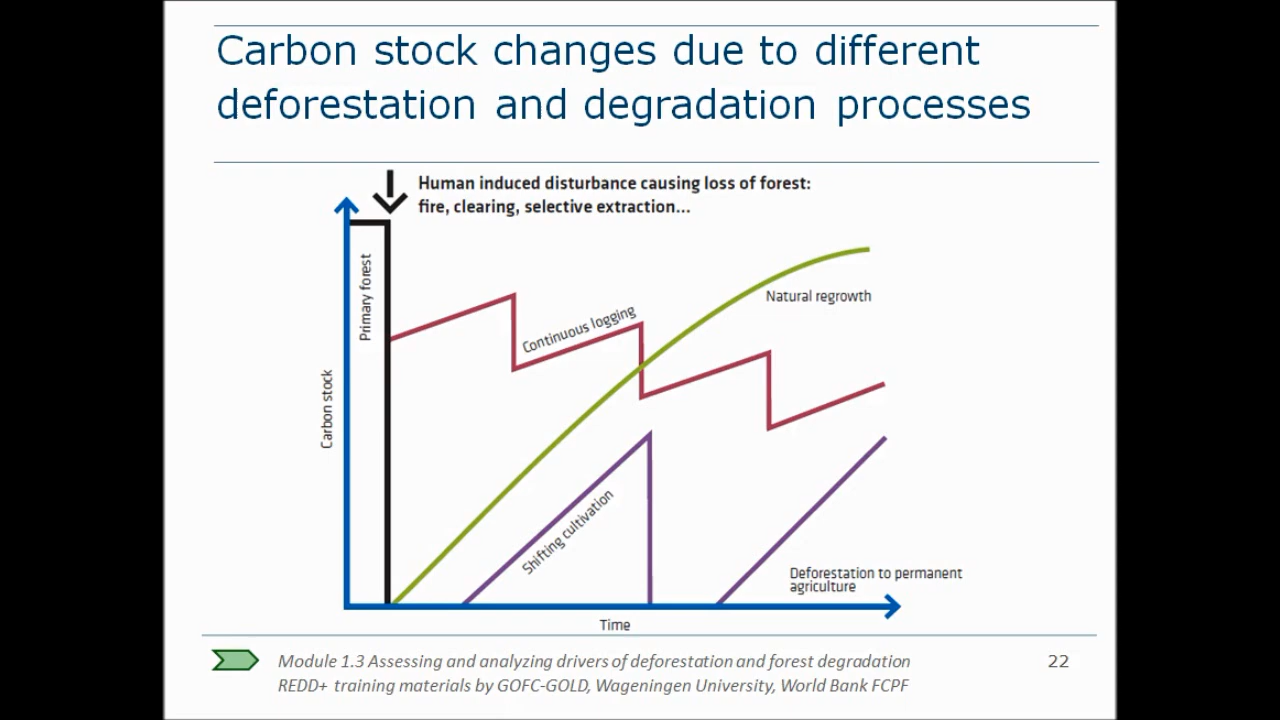 Carbon stock changes due to different
deforestation and degradation processes
Human induced disturbance causing loss of forest:
fire, clearing, selective extraction...
Primary forest
Carbon stock
Continuous logging
Natural regrowth
Shifting cultivation
Deforestation to permanent
agriculture
Time
Module 1.3 Assessing and analyzing drivers of deforestation and forest degradation
REDD+ training materials by GOFC-GOLD, Wageningen University, World Bank FCPF
22